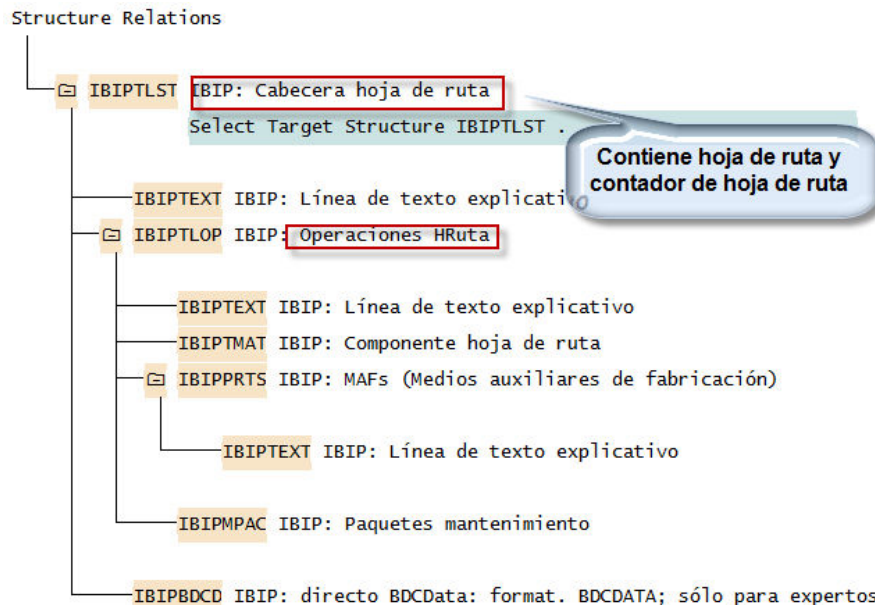 Structure Relations
IBIPTLST IBIP: Cabecera hoja de ruta
Select Target Structure IBIPTLST .
Contiene hoja de ruta y
contador de hoja de ruta
IBIPTEXT IBIP: Línea de texto explicativo
IBIPTLOP IBIP: Operaciones HRuta
IBIPTEXT IBIP: Línea de texto explicativo
IBIPTMAT IBIP: Componente hoja de ruta
IBIPPRTS IBIP: MAFs (Medios auxiliares de fabricación)
IBIPTEXT IBIP: Línea de texto explicativo
IBIPMPAC IBIP: Paquetes mantenimiento
IBIPBDCD IBIP: directo BDCData: format. BDCDATA; sólo para expertos